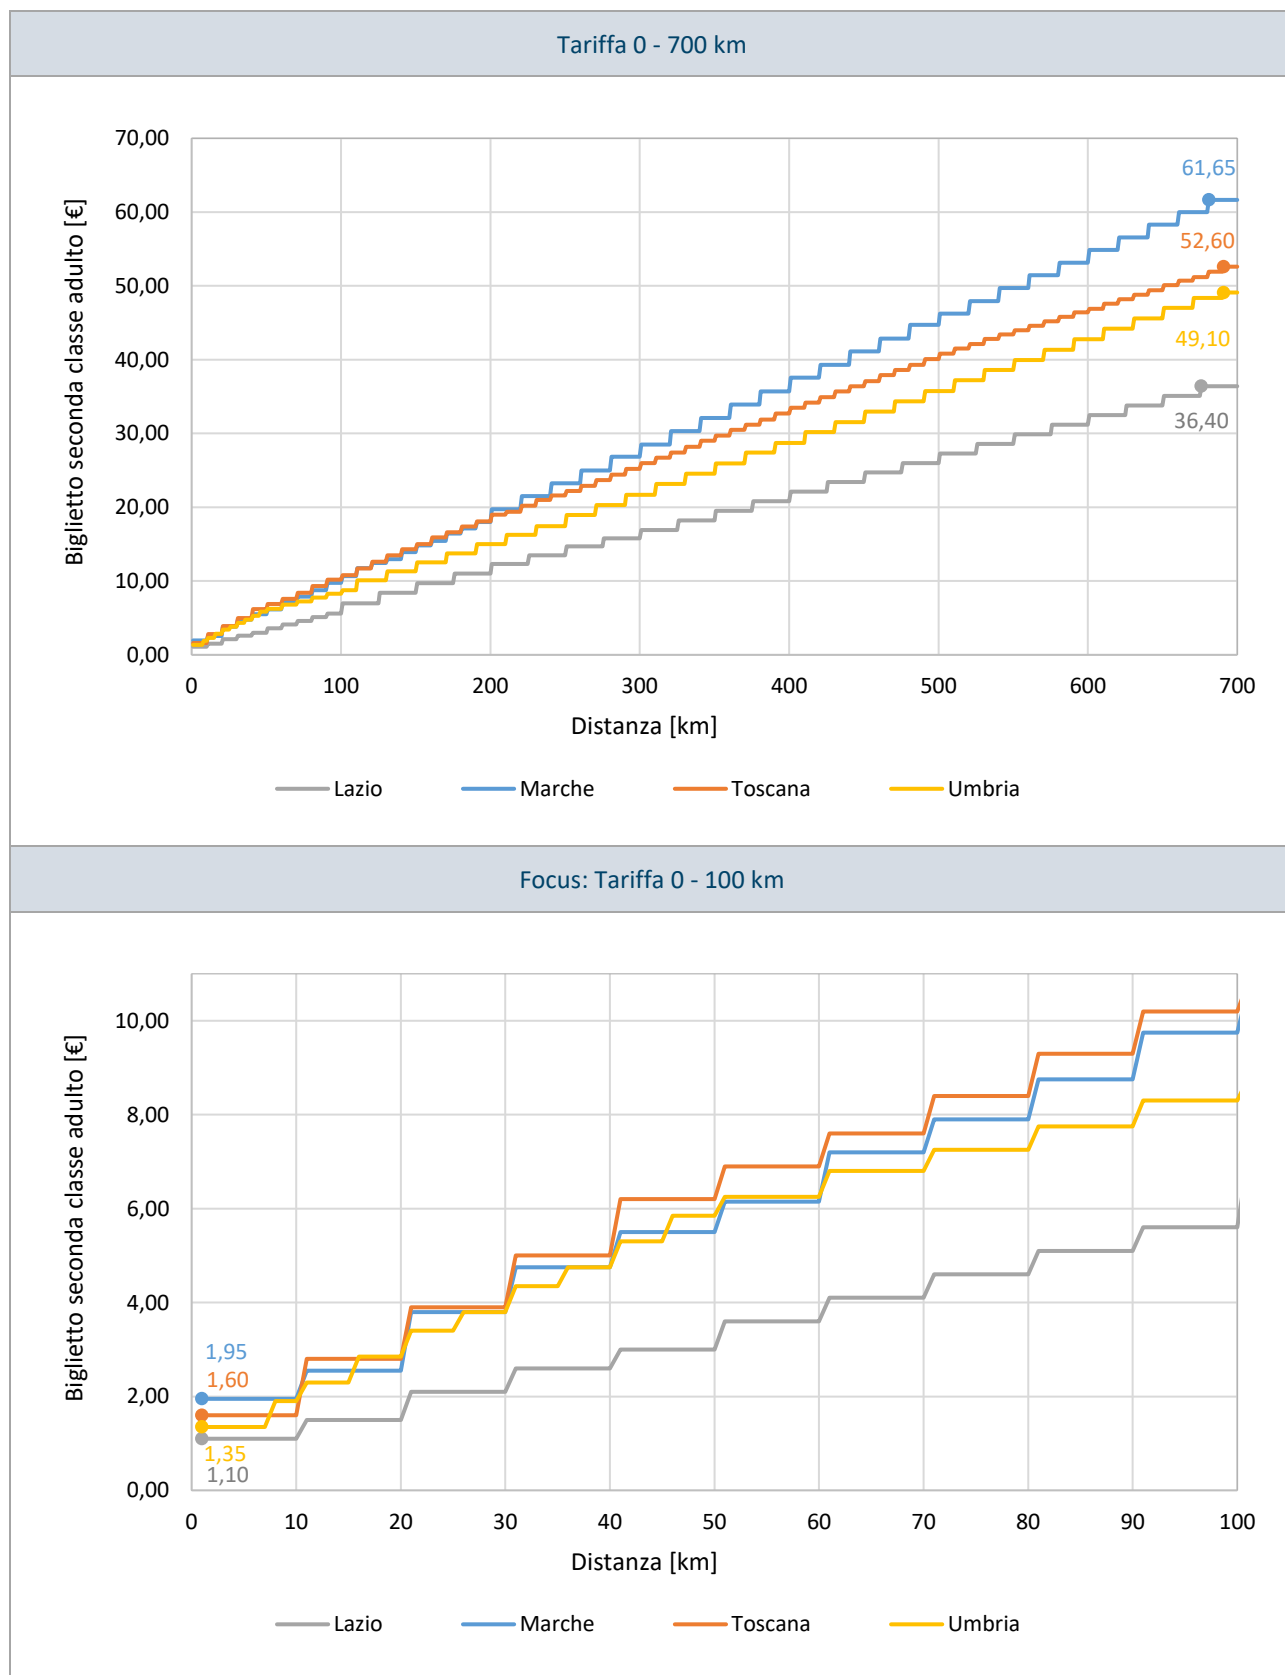 Tariffa 0 - 700 km
Biglietto seconda classe adulto [€]
70,00
60,00
50,00
40,00
30,00
20,00
10,00
0,00
61,65
52,60
49,10
36,40
0 100 200 300 400 500 600 700
Distanza [km]
Lazio Marche Toscana Umbria
Focus: Tariffa 0 - 100 km
Biglietto seconda classe adulto [€]
10,00
8,00
6,00
4,00
2,00
0,00
1,95
1,60
1,35
1,10
0 10 20 30 40 50 60 70 80 90 100
Distanza [km]
Lazio Marche Toscana Umbria